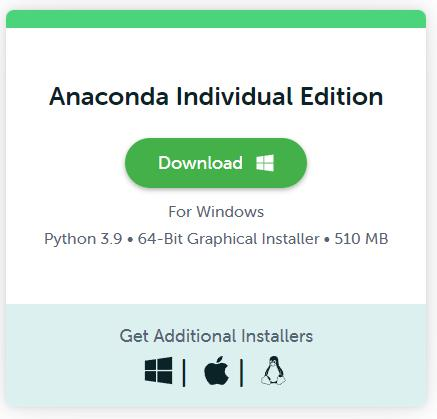 Anaconda Individual Edition
Download
For Windows
Python 3.9 • 64-Bit Graphical Installer • 510 MB
Get Additional Installers